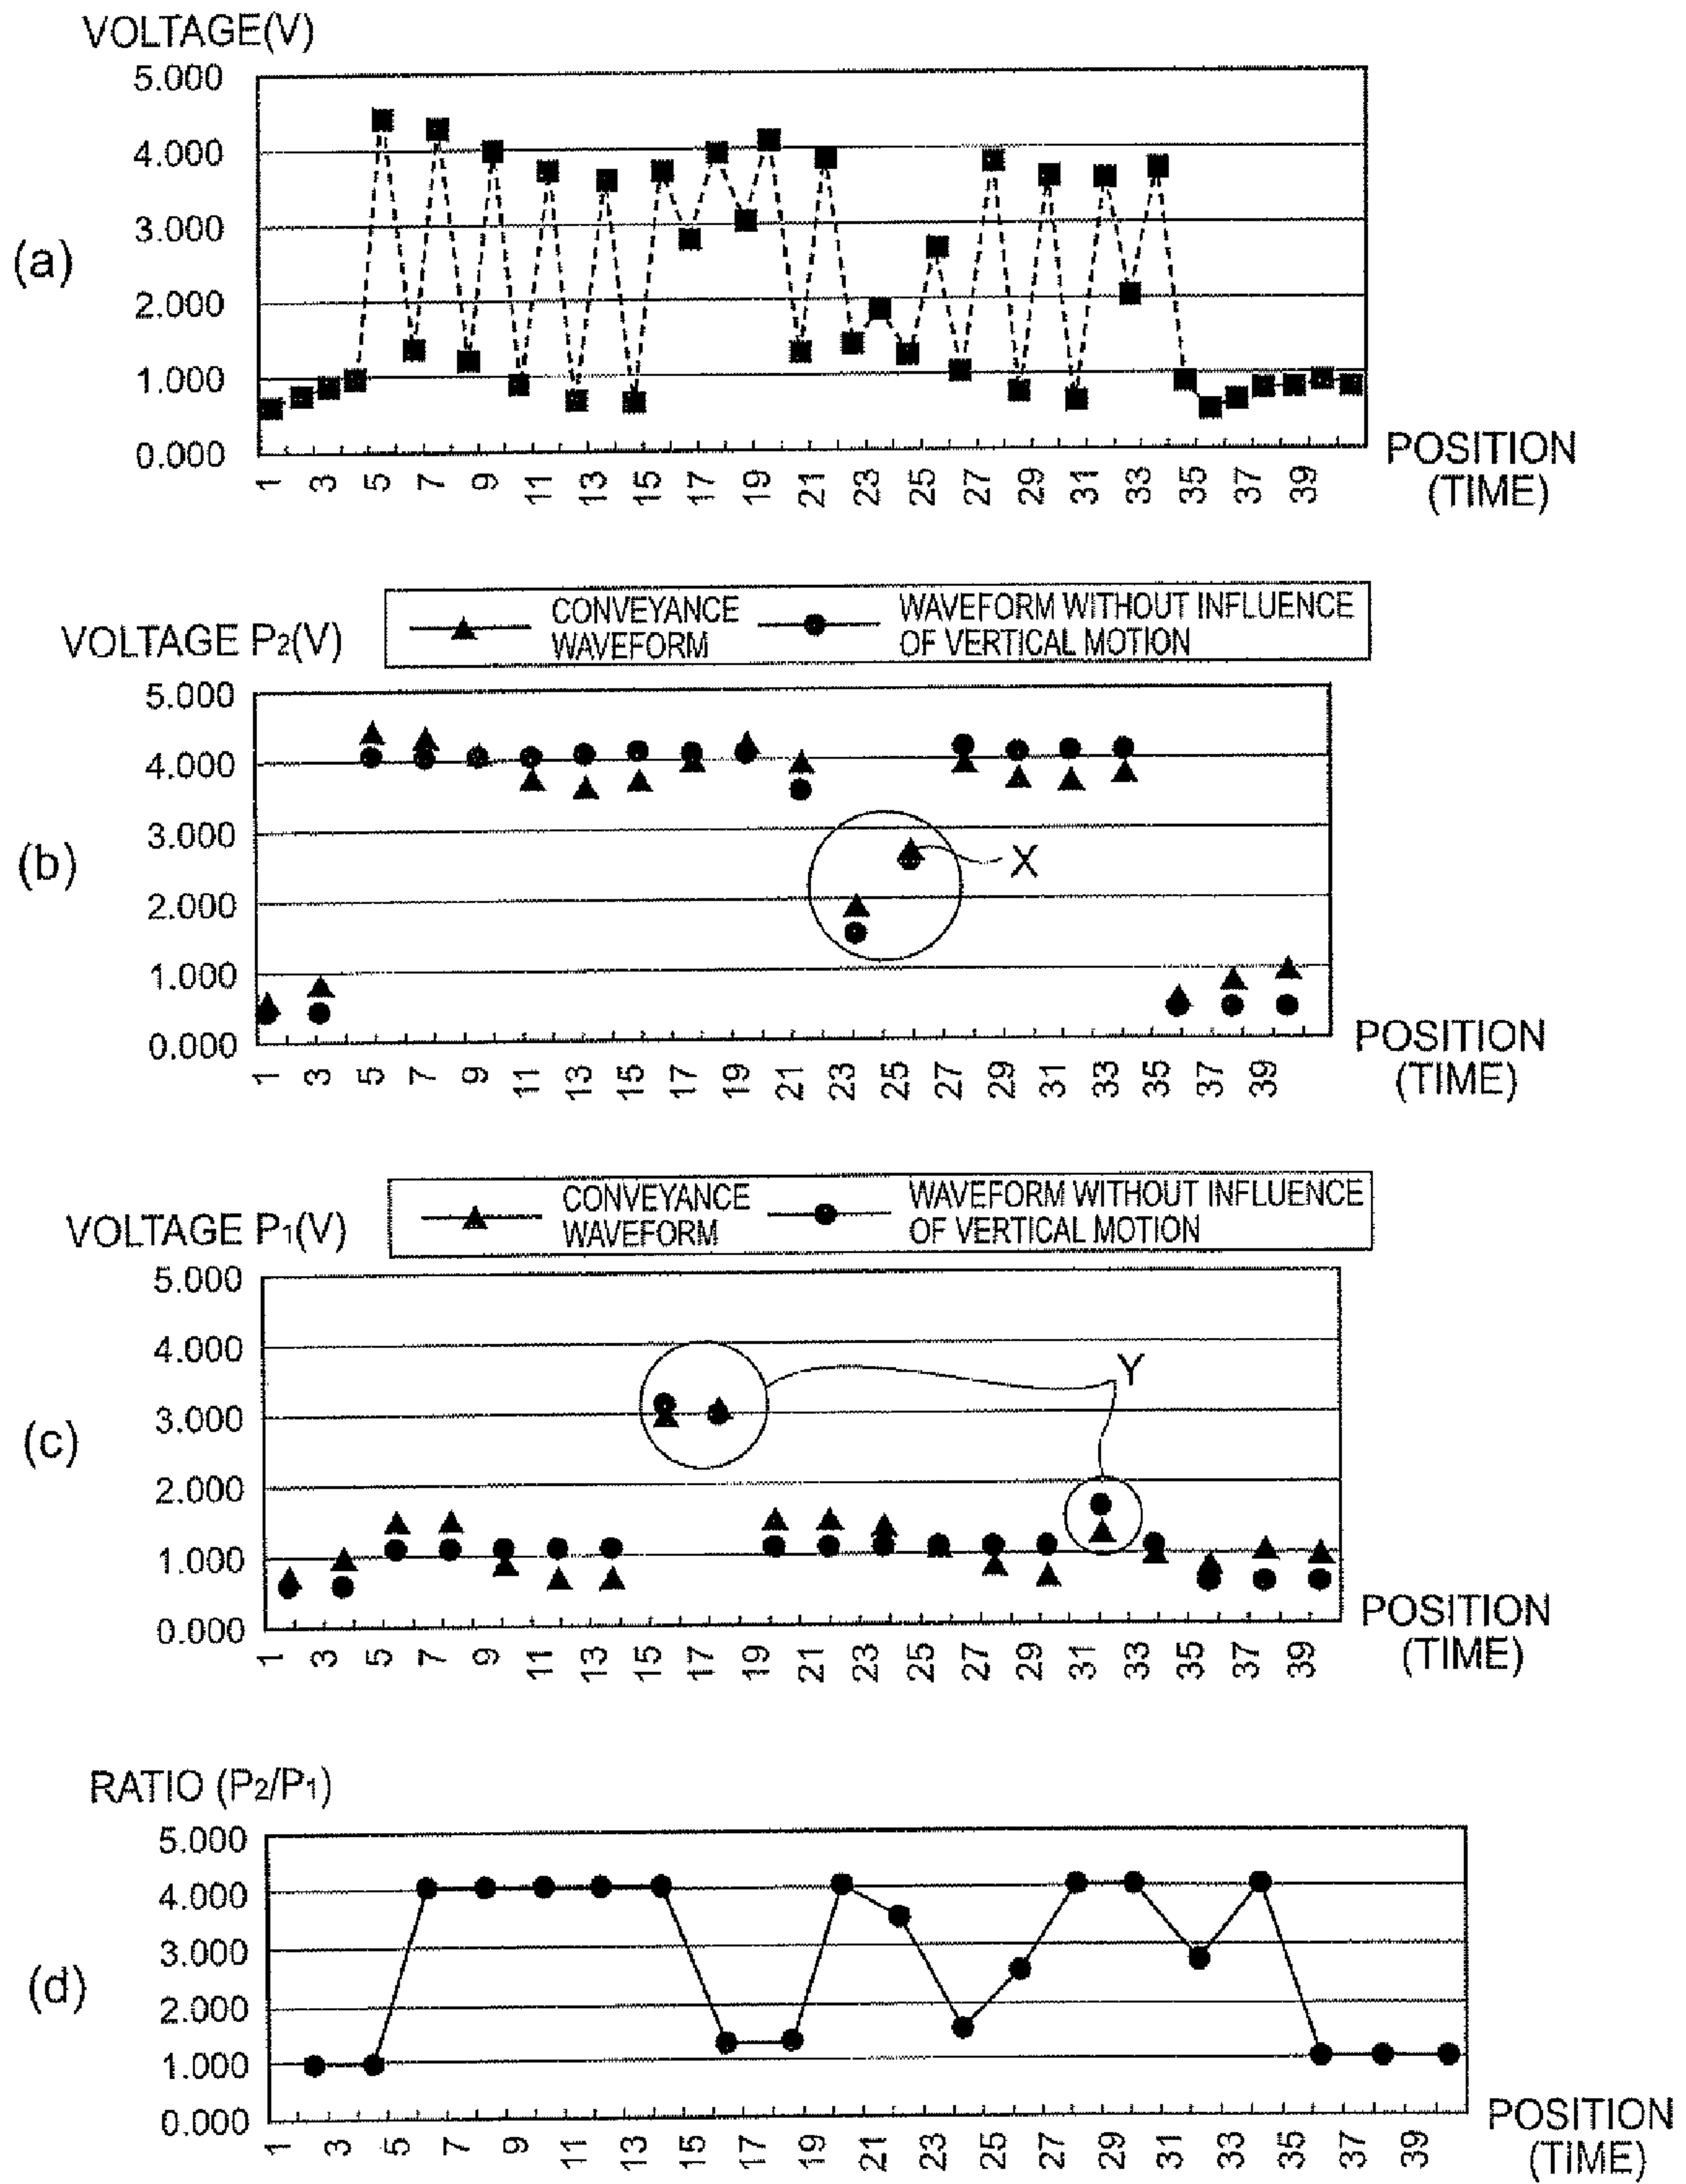 VOLTAGE(V)
5.000
4.000
3.000
2.000
1.000
0.000
(a)
1 3 5 7 9 11 13 15 17 19 21 23 25 27 29 31 33 35 37 39
POSITION
(TIME)
VOLTAGE P2(V)
CONVEYANCE
WAVEFORM
WAVEFORM WITHOUT INFLUENCE
OF VERTICAL MOTION
5.000
4.000
3.000
2.000
1.000
0.000
(b)
X
1 3 5 7 9 11 13 15 17 19 21 23 25 27 29 31 33 35 37 39
POSITION
(TIME)
VOLTAGE P1(V)
CONVEYANCE
WAVEFORM
WAVEFORM WITHOUT INFLUENCE
OF VERTICAL MOTION
5.000
4.000
3.000
2.000
1.000
0.000
(c)
Y
1 3 5 7 9 11 13 15 17 19 21 23 25 27 29 31 33 35 37 39
POSITION
(TIME)
RATIO (P2/P1)
5.000
4.000
3.000
2.000
1.000
0.000
(d)
1 3 5 7 9 11 13 15 17 19 21 23 25 27 29 31 33 35 37 39
POSITION
(TIME)